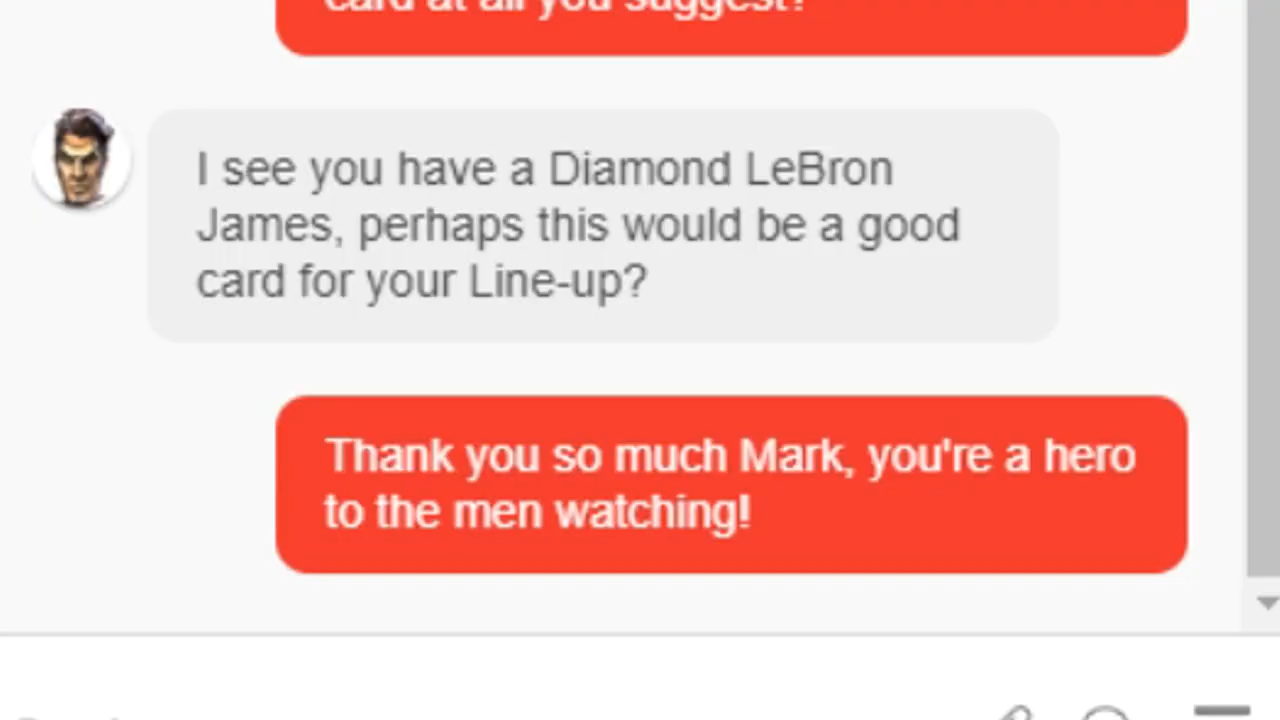 card at all you suggest?
I see you have a Diamond LeBron
James, perhaps this would be a good
card for your Line-up?
Thank you so much Mark, you're a hero
to the men watching!